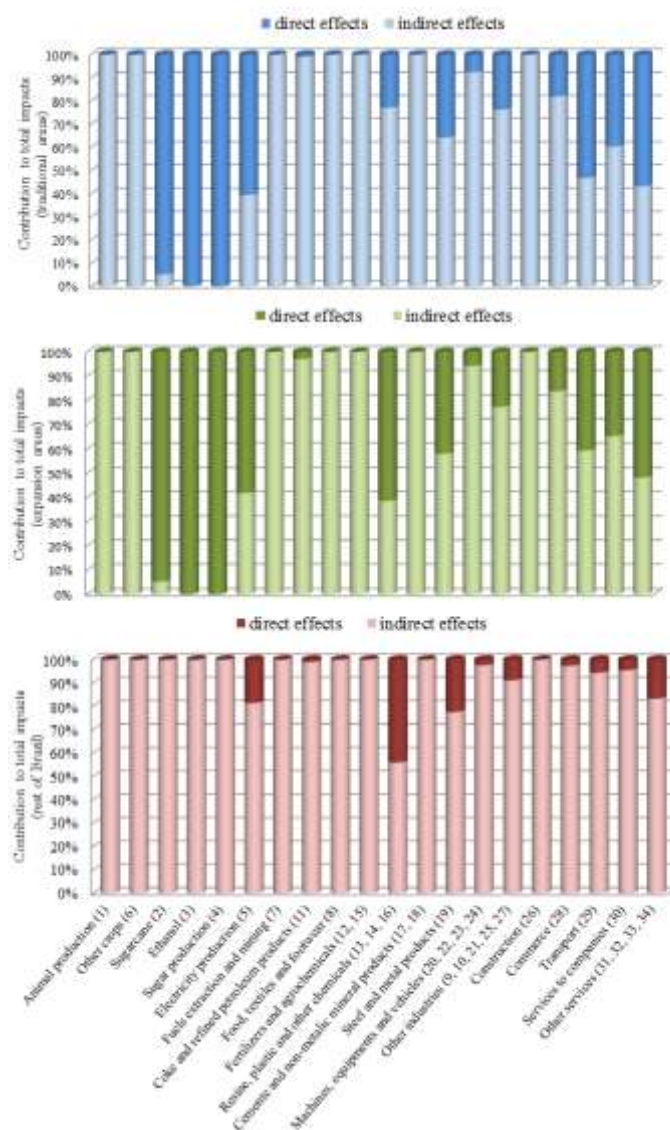 direct effects indirect effects
100%
90%
80%
70%
60%
50%
40%
30%
20%
10%
0%
Contribution to total impacts
(traditional areas)
direct effects indirect effects
100%
90%
80%
70%
60%
50%
40%
30%
20%
10%
0%
Contribution to total impacts
(expansion areas)
direct effects indirect effects
100%
90%
80%
70%
60%
50%
40%
30%
20%
10%
0%
Contribution to total impacts
(rest of Brazil)
Animal production (1)
Other crops (6)
Sugarcane (2)
Ethanol (3)
Sugar production (4)
Electricity production (5)
Fuels extraction and mining (7)
Coke and refined petroleum products (11)
Food, textiles and footwear (8)
Fertilizers and agrochemicals (12, 15)
Resins, plastic and other chemicals (13, 14, 16)
Cements and non-metalic mineral products (17, 18)
Steel and metal products (19)
Machines, equipments and vehicles (20, 22, 23, 24)
Other industries (9, 10, 21, 25, 27)
Construction (26)
Commerce (28)
Transport (29)
Services to companies (30)
Other services (31, 32, 33, 34)